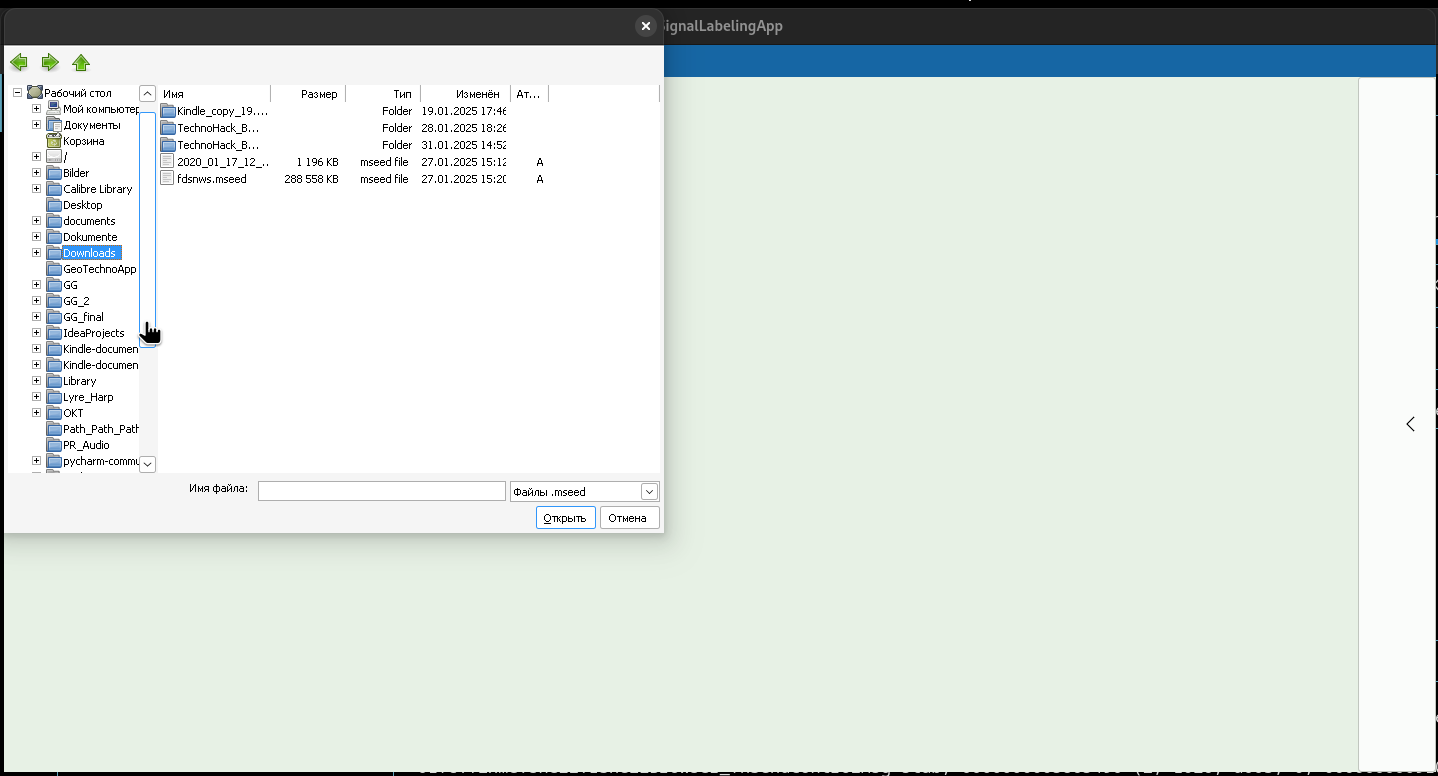 ignalLabelingApp
Имя Размер Тип Изменён Ат...
Рабочий стол
Мой компьютер
Документы
Корзина
/
Bilder
Calibre Library
Desktop
documents
Dokumente
Downloads
GeoTechnoApp
GG
GG_2
GG_final
IdeaProjects
Kindle-documen
Kindle-documen
Library
Lyre_Harp
OKT
Path_Path_Path
PR_Audio
pycharm-commu
Kindle_copy_19.... Folder 19.01.2025 17:46
TechnoHack_B... Folder 28.01.2025 18:26
TechnoHack_B... Folder 31.01.2025 14:52
2020_01_17_12_... 1 196 KB mseed file 27.01.2025 15:12 A
fdsnws.mseed 288 558 KB mseed file 27.01.2025 15:20 A
Имя файла:
Файлы .mseed
Открыть Отмена